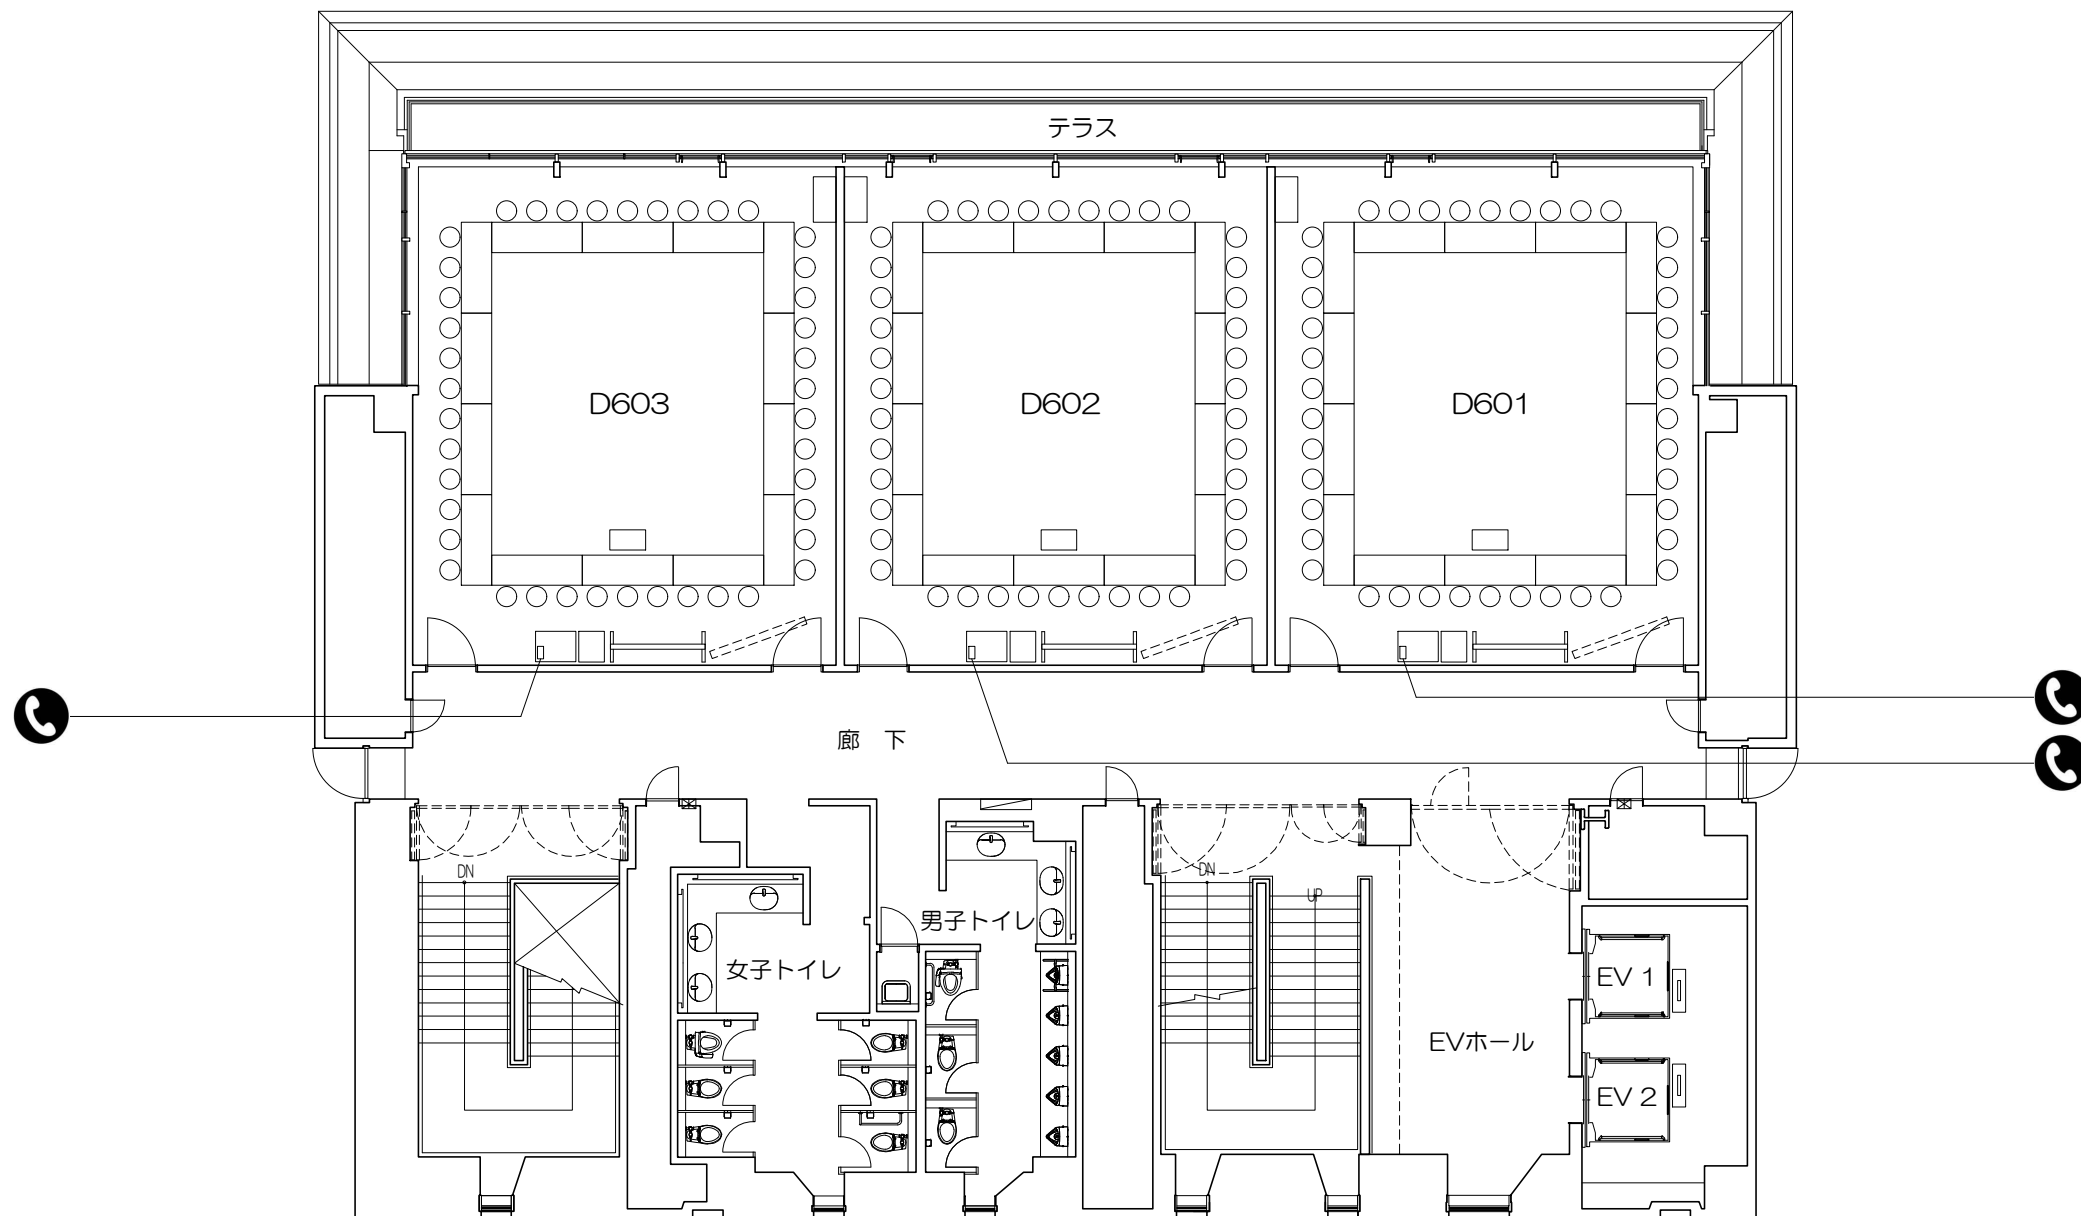 テラス
D603
D602
D601
廊 下
DN
DN
UP
男子トイレ
女子トイレ
EV 1
EVホール
EV 2